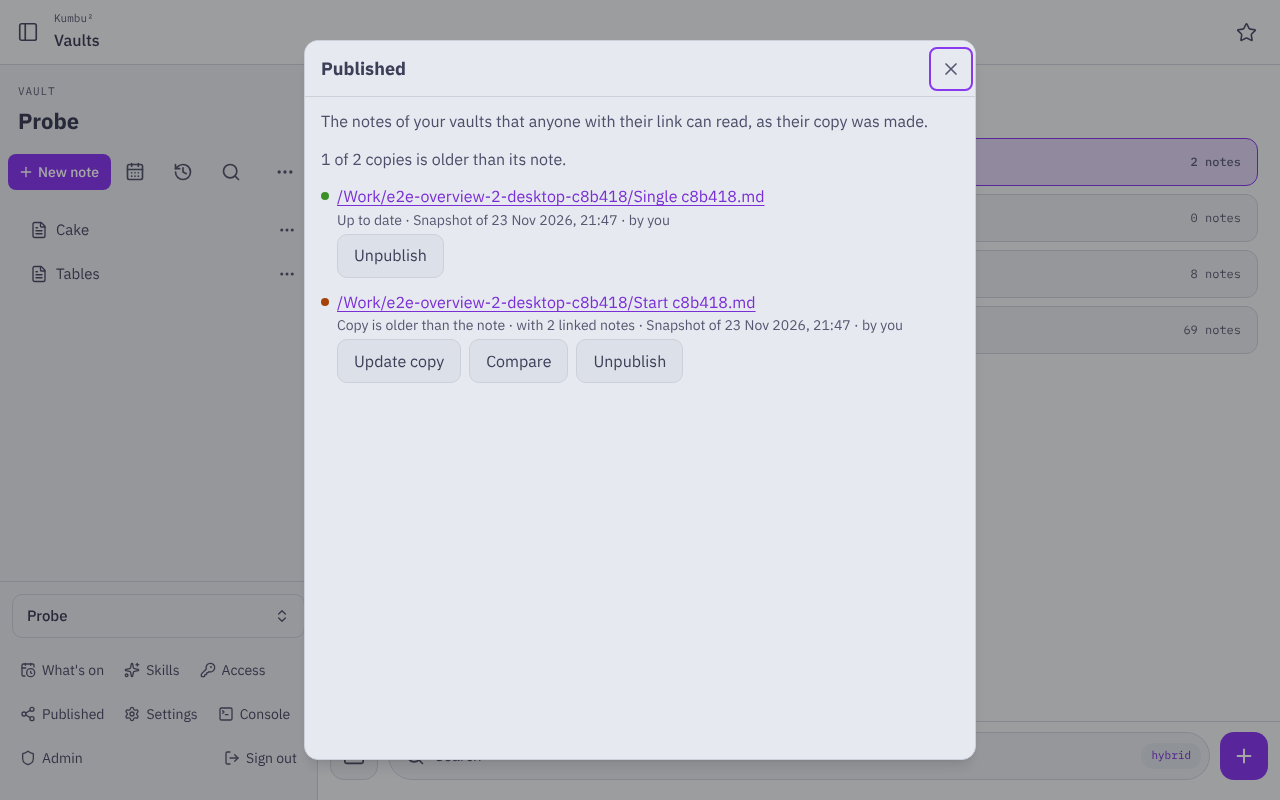 Kumbu²
Vaults
VAULT
Probe
New note
Cake
Tables
Probe
What's on
Skills
Access
Published
Settings
Console
Admin
Sign out
Published
The notes of your vaults that anyone with their link can read, as their copy was made.
1 of 2 copies is older than its note.
/Work/e2e-overview-2-desktop-c8b418/Single c8b418.md
Up to date · Snapshot of 23 Nov 2026, 21:47 · by you
Unpublish
/Work/e2e-overview-2-desktop-c8b418/Start c8b418.md
Copy is older than the note · with 2 linked notes · Snapshot of 23 Nov 2026, 21:47 · by you
Update copy
Compare
Unpublish
2 notes
0 notes
8 notes
69 notes
hybrid